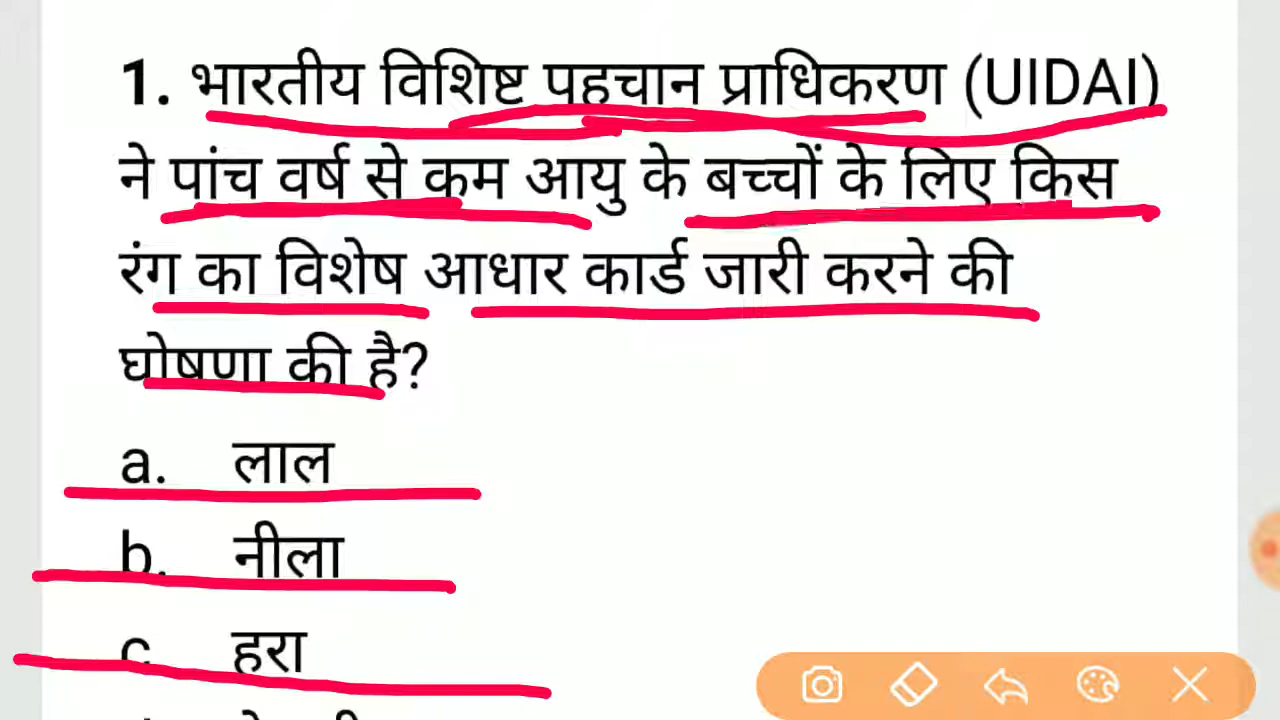 1. भारतीय विशिष्ट पहचान प्राधिकरण (UIDAI)
ने पांच वर्ष से कम आयु के बच्चों के लिए किस
रंग का विशेष आधार कार्ड जारी करने की
घोषणा की है?
a. लाल
b. नीला
c हरा